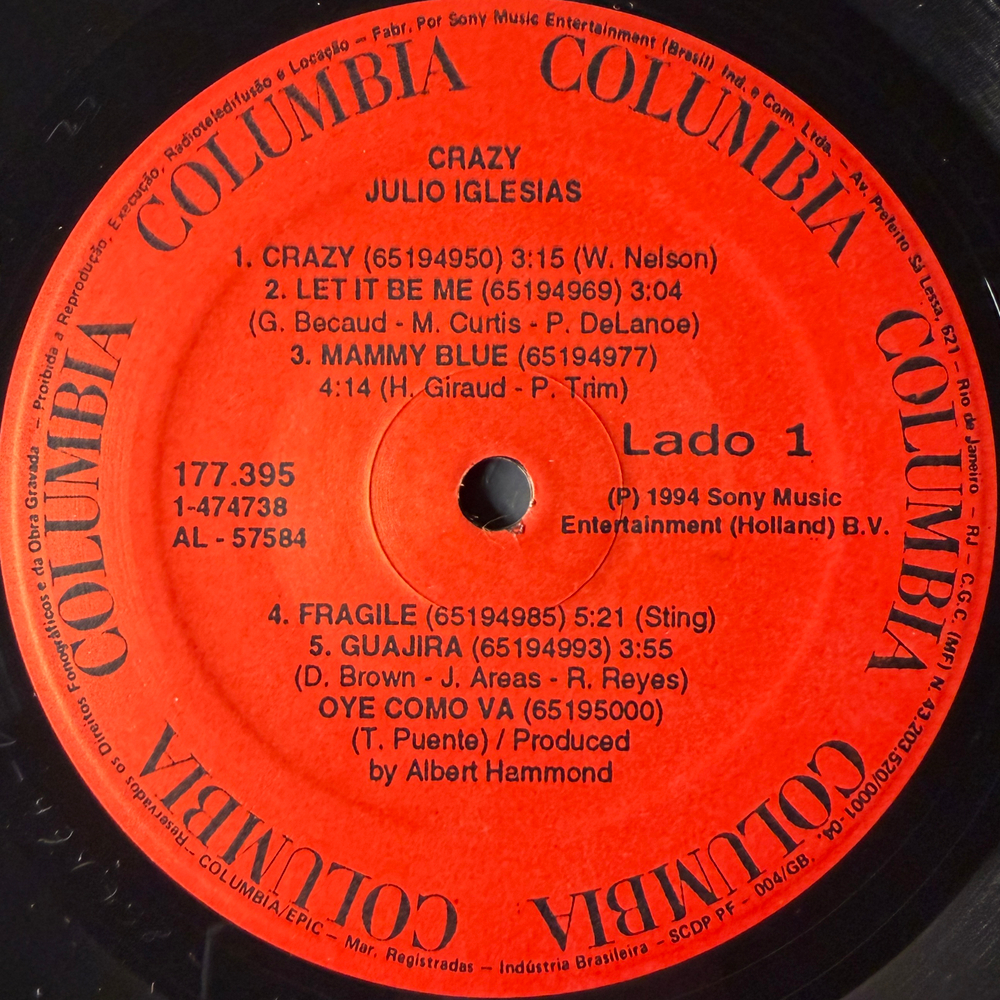 CRAZY
JULIO IGLESIAS
1. CRAZY (65194950) 3:15 (W. Nelson)
2. LET IT BE ME (65194969) 3:04
(G. Becaud - M. Curtis - P. DeLanoe)
3. MAMMY BLUE (65194977)
4:14 (H. Giraud - P. Trim)
Lado 1
177.395
1-474738
AL - 57584
(P) 1994 Sony Music
Entertainment (Holland) B.V.
4. FRAGILE (65194985) 5:21 (Sting)
5. GUAJIRA (65194993) 3:55
(D. Brown - J. Areas - R. Reyes)
OYE COMO VA (65195000)
(T. Puente) / Produced
by Albert Hammond
COLUMBIA
COLUMBIA
COLUMBIA
COLUMBIA
COLUMBIA
COLUMBIA
COLUMBIA
COLUMBIA
Reservados os Direitos Fonográficos e da Obra Gravada – Proibida a Reprodução, Execução, Radioteledifusão e Locação – Fabr. Por Sony Music Entertainment (Brasil) Ind. e Com. Ltda. – Av. Prefeito Sá Lessa, 621 – Rio de Janeiro – RJ – C.G.C. (MF) N. 43.203.520/0001-04.
– COLUMBIA/EPIC – Mar. Registradas – Indústria Brasileira – SCDP PF – 004/GB.